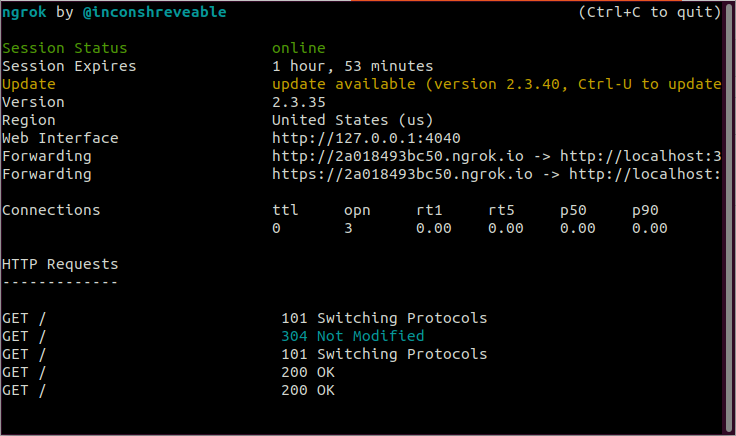 ngrok by @inconshreveable (Ctrl+C to quit)
Session Status online
Session Expires 1 hour, 53 minutes
Update update available (version 2.3.40, Ctrl-U to update
Version 2.3.35
Region United States (us)
Web Interface http://127.0.0.1:4040
Forwarding http://2a018493bc50.ngrok.io -> http://localhost:3
Forwarding https://2a018493bc50.ngrok.io -> http://localhost:
Connections ttl opn rt1 rt5 p50 p90
0 3 0.00 0.00 0.00 0.00
HTTP Requests
-------------
GET / 101 Switching Protocols
GET / 304 Not Modified
GET / 101 Switching Protocols
GET / 200 OK
GET / 200 OK